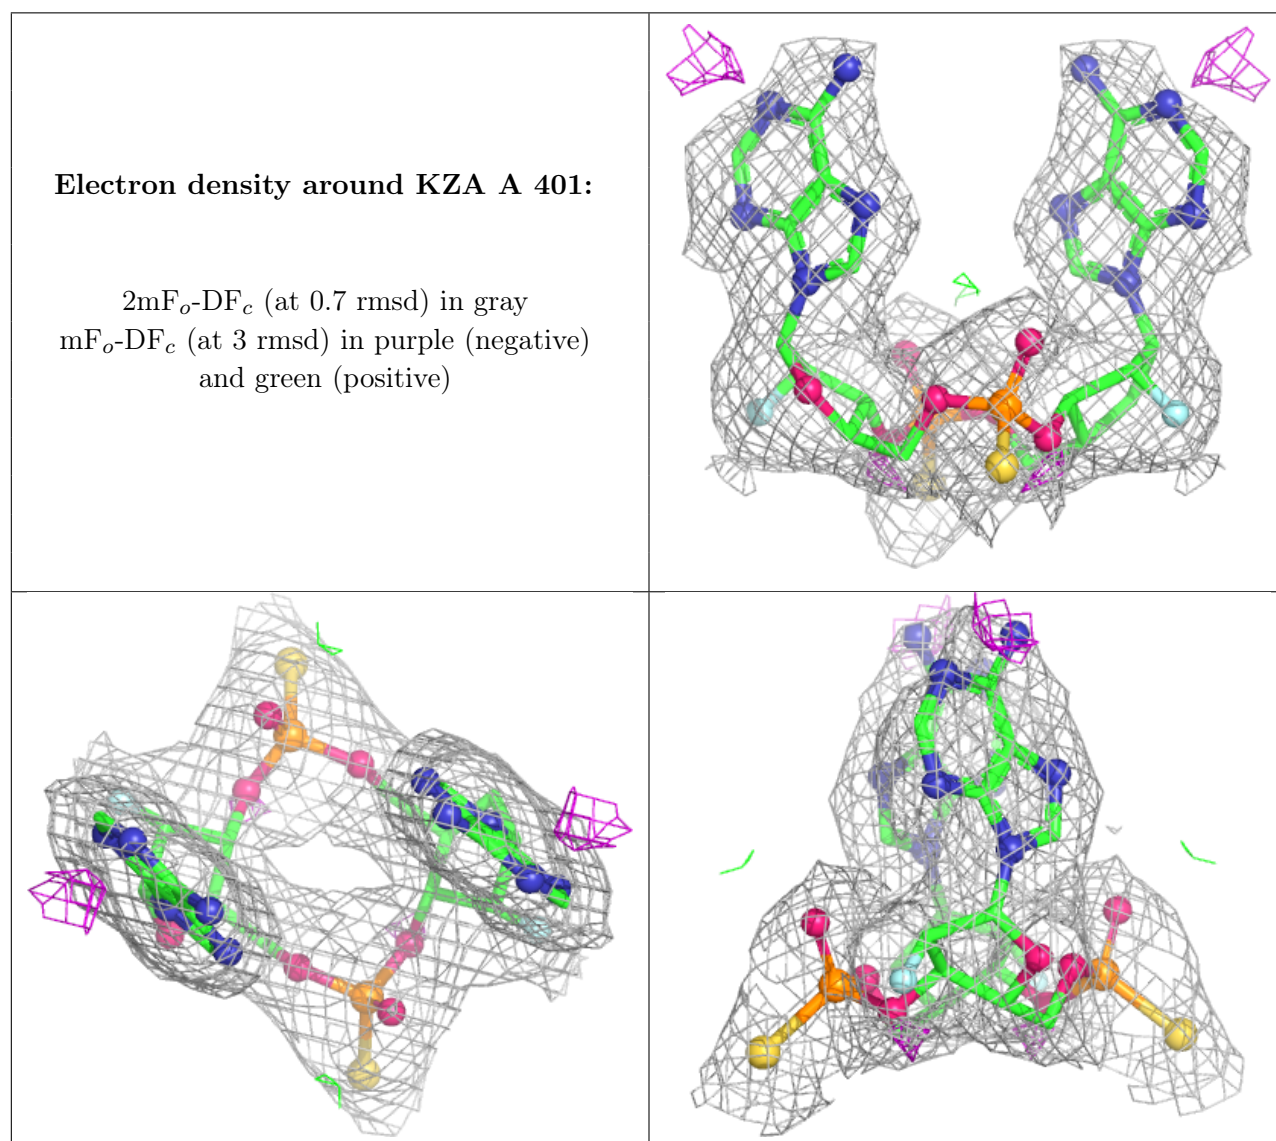 Electron density around KZA A 401:
2mFo-DFc (at 0.7 rmsd) in gray
mFo-DFc (at 3 rmsd) in purple (negative)
and green (positive)